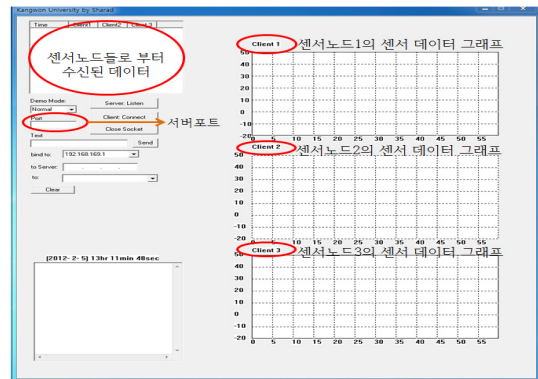 Kangwon University by Sharad
Time Client1 Client2 Client 3
센서노드들로 부터
수신된 데이터
Demo Mode:
Normal
Server: Listen
Port
Client: Connect
서버포트
Close Socket
Text
Send
bind to: 192.168.169.1
to Server:
to:
Clear
(2012- 2- 5) 13hr 11min 48sec
Client 1 센서노드1의 센서 데이터 그래프
50
40
30
20
10
0
-10
-20
0 5 10 15 20 25 30 35 40 45 50 55
Client 2 센서노드2의 센서 데이터 그래프
50
40
30
20
10
0
-10
-20
0 5 10 15 20 25 30 35 40 45 50 55
Client 3 센서노드3의 센서 데이터 그래프
50
40
30
20
10
0
-10
-20
0 5 10 15 20 25 30 35 40 45 50 55